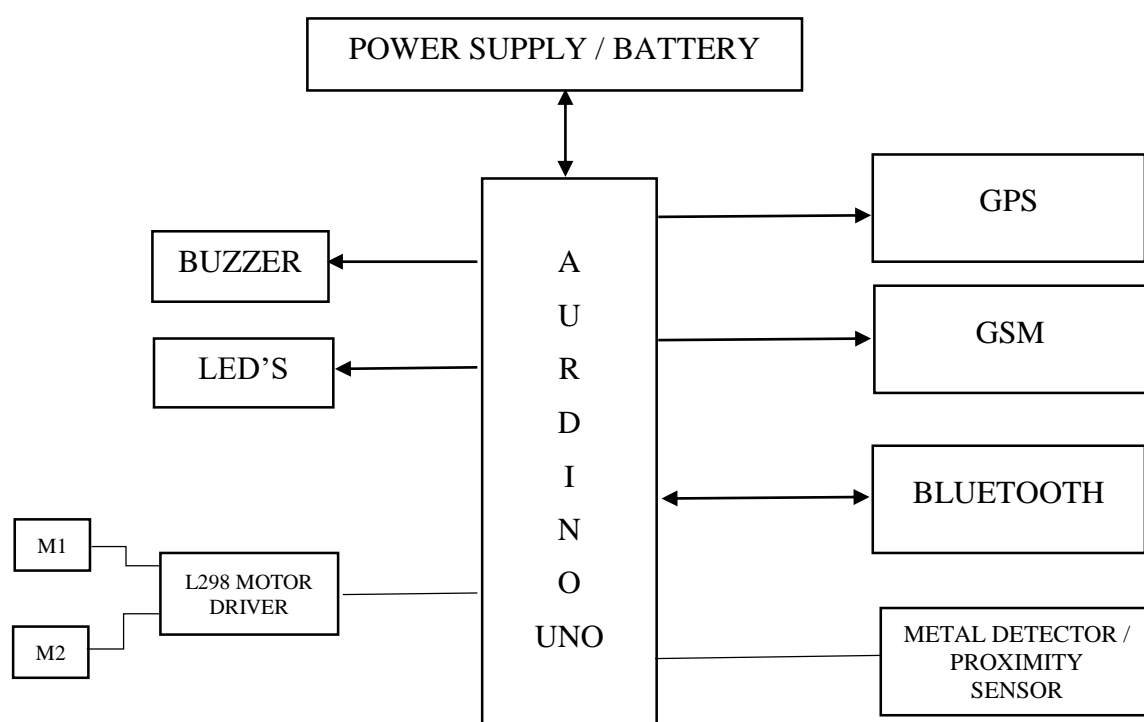 POWER SUPPLY / BATTERY
GPS
BUZZER
A
U
R
D
I
N
O
UNO
GSM
LED’S
BLUETOOTH
M1
L298 MOTOR
DRIVER
M2
METAL DETECTOR /
PROXIMITY
SENSOR